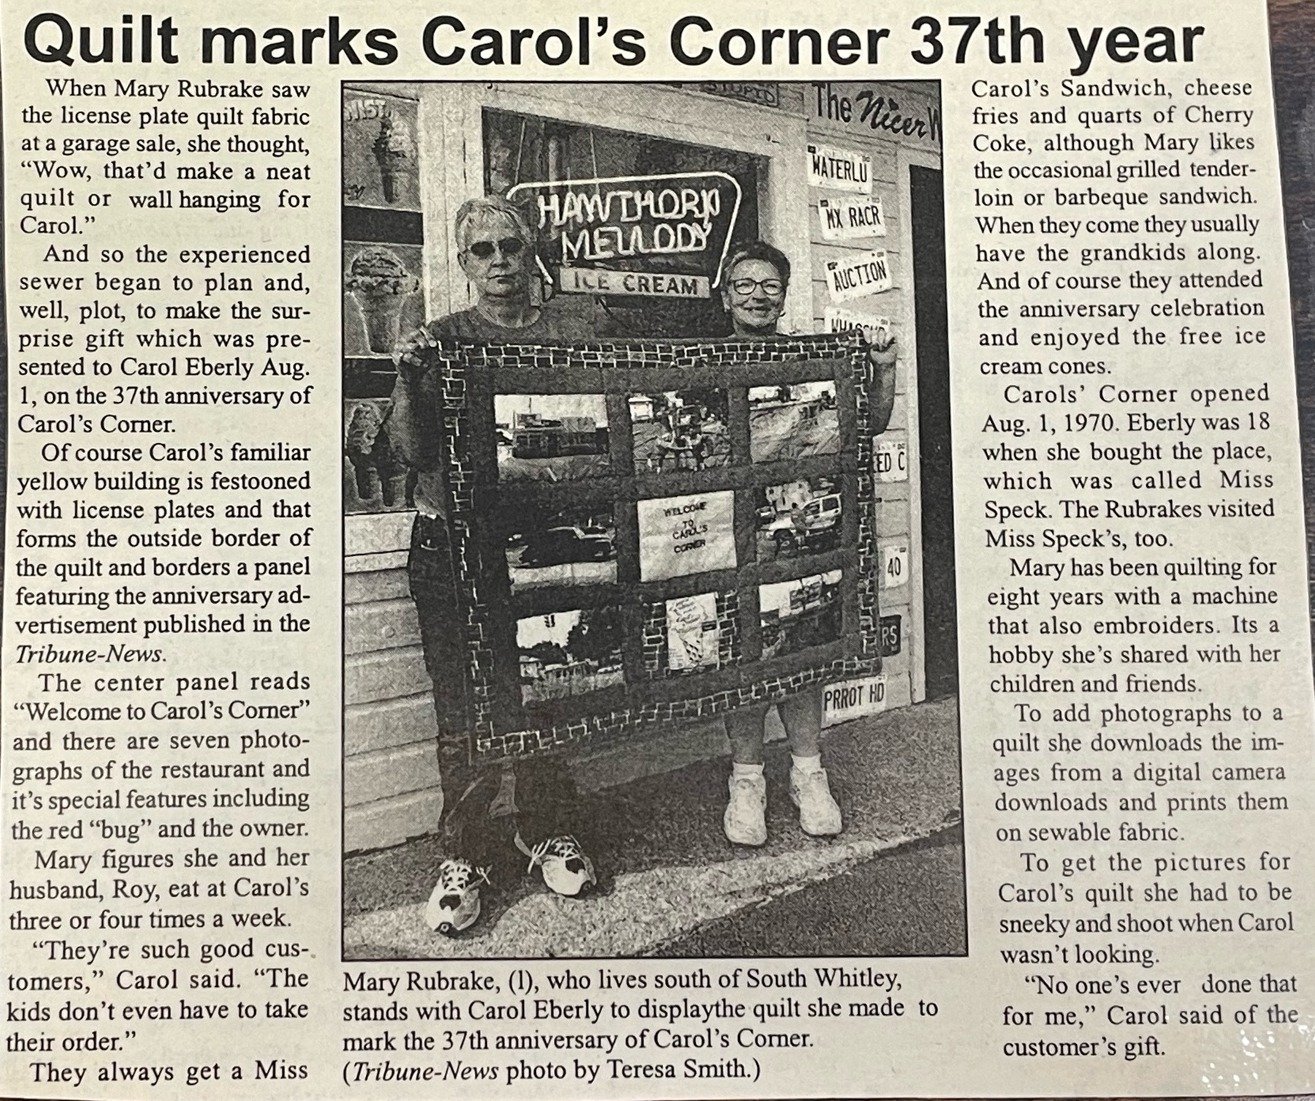 Quilt marks Carol's Corner 37th year
When Mary Rubrake saw
the license plate quilt fabric
at a garage sale, she thought,
“Wow, that'd make a neat
quilt or wall hanging for
Carol.”
And so the experienced
sewer began to plan and,
well, plot, to make the sur-
prise gift which was pre-
sented to Carol Eberly Aug.
1, on the 37th anniversary of
Carol's Corner.
Of course Carol's familiar
yellow building is festooned
with license plates and that
forms the outside border of
the quilt and borders a panel
featuring the anniversary ad-
vertisement published in the
Tribune-News.
The center panel reads
“Welcome to Carol's Corner”
and there are seven photo-
graphs of the restaurant and
it's special features including
the red “bug” and the owner.
Mary figures she and her
husband, Roy, eat at Carol's
three or four times a week.
“They're such good cus-
tomers,” Carol said. “The
kids don't even have to take
their order.”
They always get a Miss
The Nicer
WATERLU
MX RACR
AUCTION
HAWTHORN
MELLODY
ICE CREAM
WELCOME
TO
CAROL'S
CORNER
ED C
40
RS
PRROT HD
Mary Rubrake, (l), who lives south of South Whitley,
stands with Carol Eberly to displaythe quilt she made to
mark the 37th anniversary of Carol's Corner.
(Tribune-News photo by Teresa Smith.)
Carol's Sandwich, cheese
fries and quarts of Cherry
Coke, although Mary likes
the occasional grilled tender-
loin or barbeque sandwich.
When they come they usually
have the grandkids along.
And of course they attended
the anniversary celebration
and enjoyed the free ice
cream cones.
Carols' Corner opened
Aug. 1, 1970. Eberly was 18
when she bought the place,
which was called Miss
Speck. The Rubrakes visited
Miss Speck's, too.
Mary has been quilting for
eight years with a machine
that also embroiders. Its a
hobby she's shared with her
children and friends.
To add photographs to a
quilt she downloads the im-
ages from a digital camera
downloads and prints them
on sewable fabric.
To get the pictures for
Carol's quilt she had to be
sneeky and shoot when Carol
wasn't looking.
“No one's ever done that
for me,” Carol said of the
customer's gift.